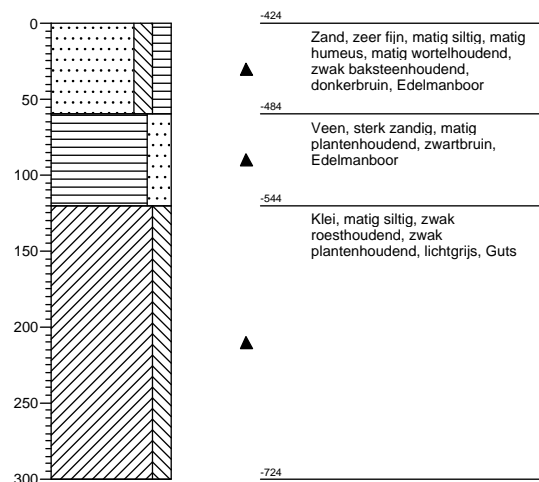 0
-424
Zand, zeer fijn, matig siltig, matig
humeus, matig wortelhoudend,
zwak baksteenhoudend,
donkerbruin, Edelmanboor
50
-484
Veen, sterk zandig, matig
plantenhoudend, zwartbruin,
Edelmanboor
100
-544
Klei, matig siltig, zwak
roesthoudend, zwak
plantenhoudend, lichtgrijs, Guts
150
200
250
300
-724